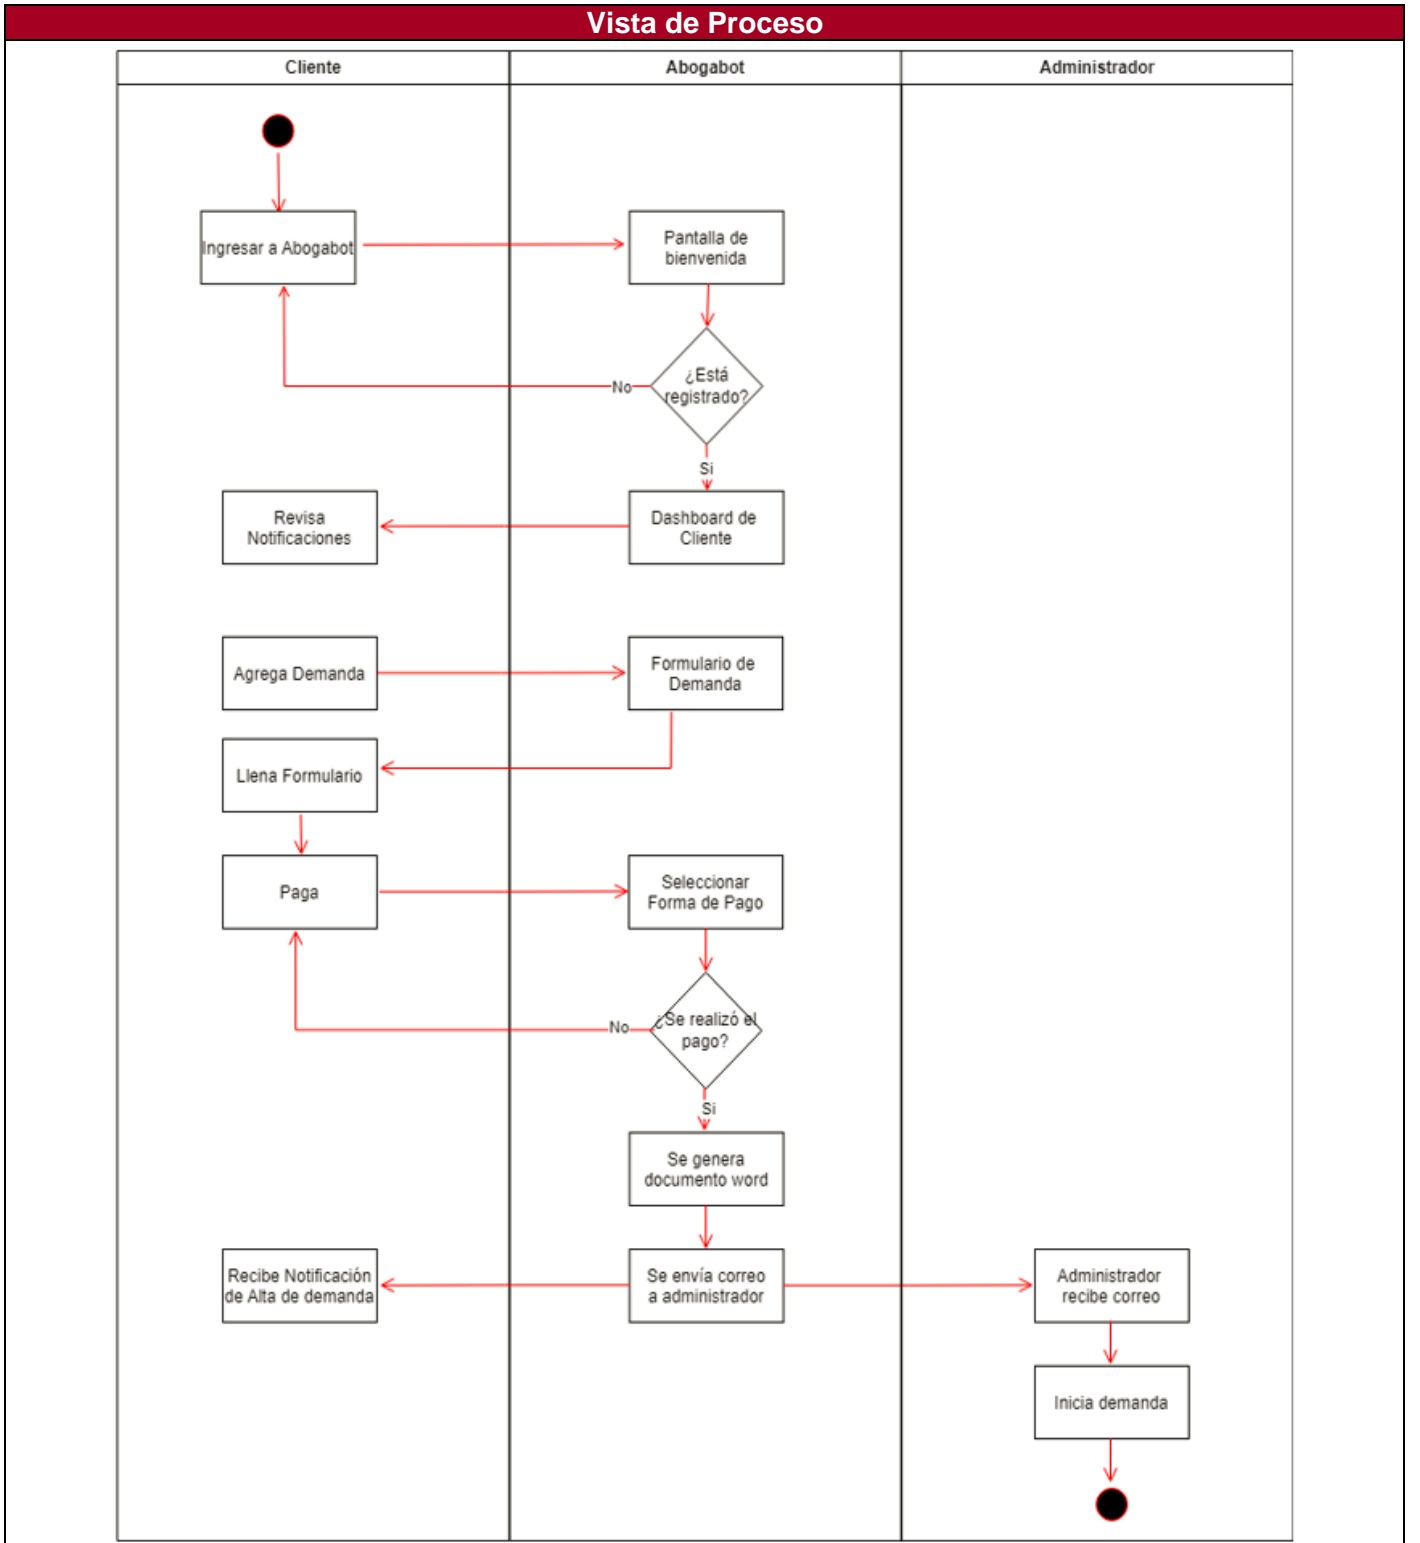 Vista de Proceso
Cliente
Abogabot
Administrador
Ingresar a Abogabot
Pantalla de
bienvenida
¿Está
registrado?
No
Si
Revisa
Notificaciones
Dashboard de
Cliente
Agrega Demanda
Formulario de
Demanda
Llena Formulario
Paga
Seleccionar
Forma de Pago
¿Se realizó el
pago?
No
Si
Se genera
documento word
Recibe Notificación
de Alta de demanda
Se envía correo
a administrador
Administrador
recibe correo
Inicia demanda